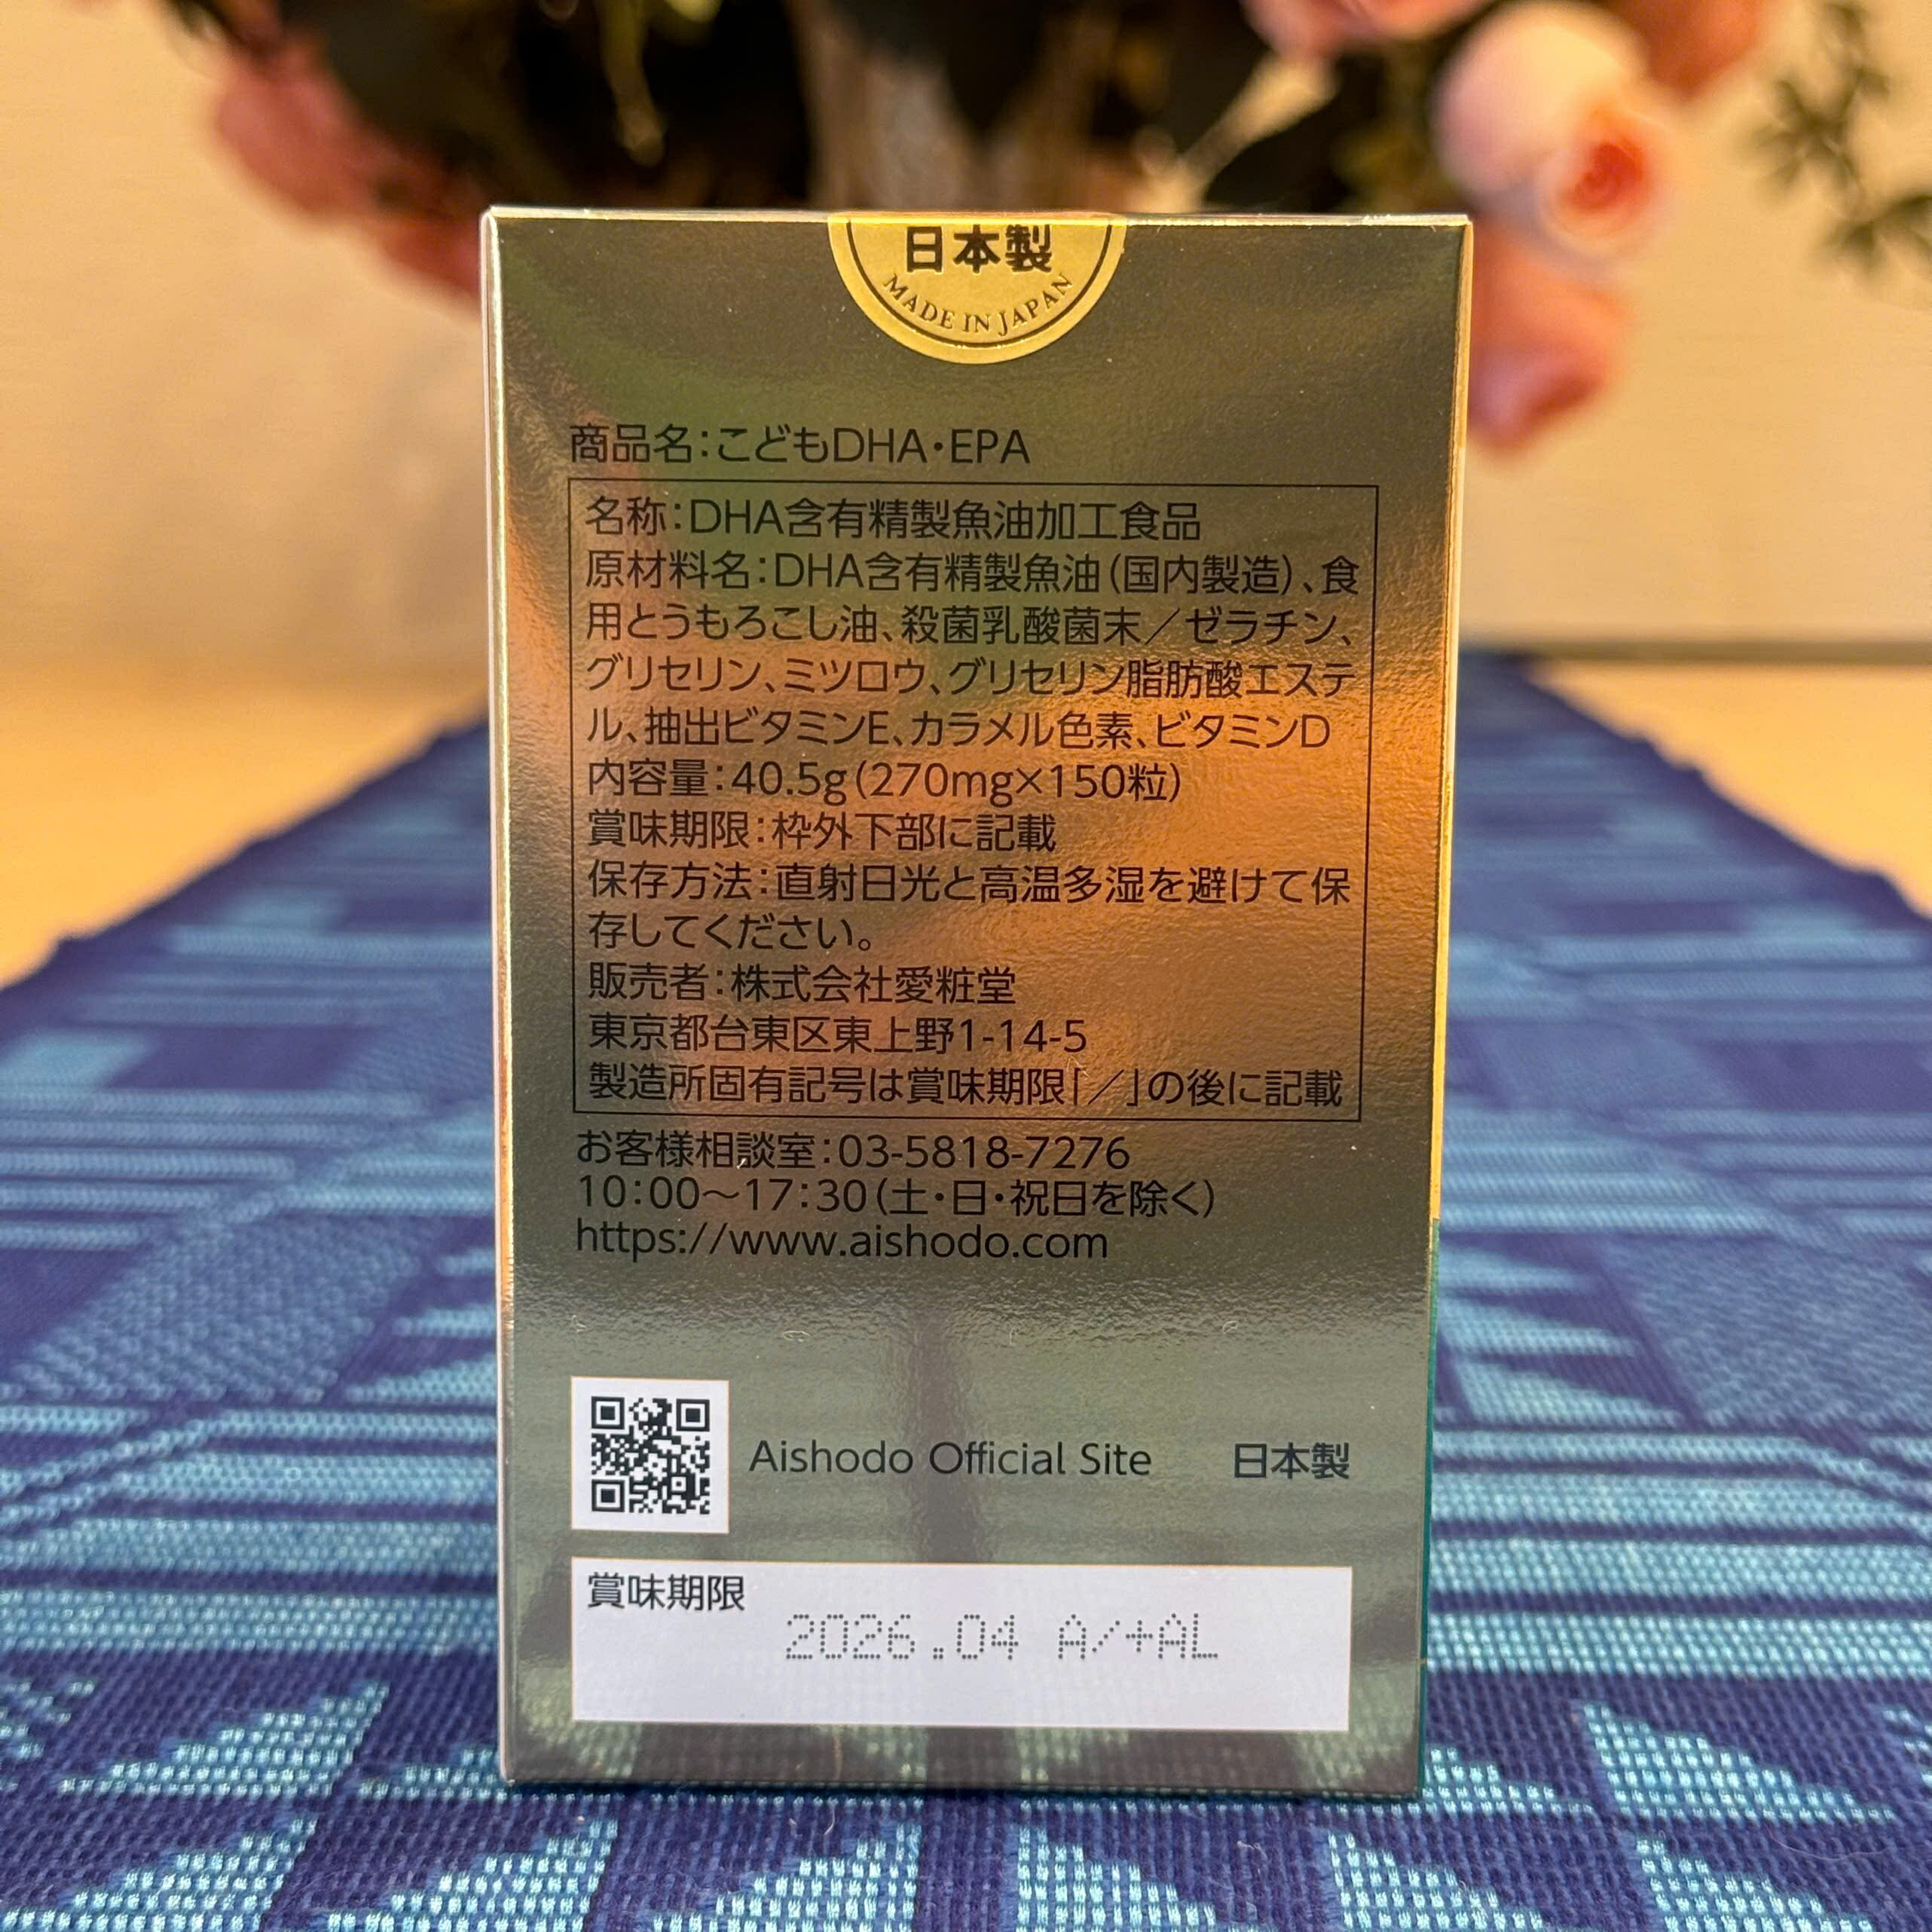 日本製
MADE IN JAPAN
商品名：こどもDHA・EPA
名称：DHA含有精製魚油加工食品
原材料名：DHA含有精製魚油（国内製造）、食
用とうもろこし油、殺菌乳酸菌末／ゼラチン、
グリセリン、ミツロウ、グリセリン脂肪酸エステ
ル、抽出ビタミンE、カラメル色素、ビタミンD
内容量：40.5g(270mg×150粒)
賞味期限：枠外下部に記載
保存方法：直射日光と高温多湿を避けて保
存してください。
販売者：株式会社愛粧堂
東京都台東区東上野1-14-5
製造所固有記号は賞味期限「／」の後に記載
お客様相談室：03-5818-7276
10：00～17：30（土・日・祝日を除く）
https://www.aishodo.com
Aishodo Official Site 日本製
賞味期限
2026.04 A/+AL